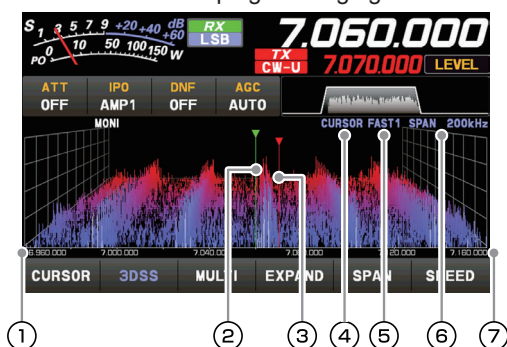 S 1 3 5 7 9 +20 +40 +60 dB
PO 0 10 50 100 150 W
RX
LSB
7.060.000
TX
CW-U
7.070.000
LEVEL
ATT IPO DNF AGC
OFF AMP1 OFF AUTO
MONI
CURSOR FAST1 SPAN 200kHz
6.960.000 7.000.000 7.040.000 7.160.000
CURSOR 3DSS MULTI EXPAND SPAN SPEED
1 2 3 4 5 6 7